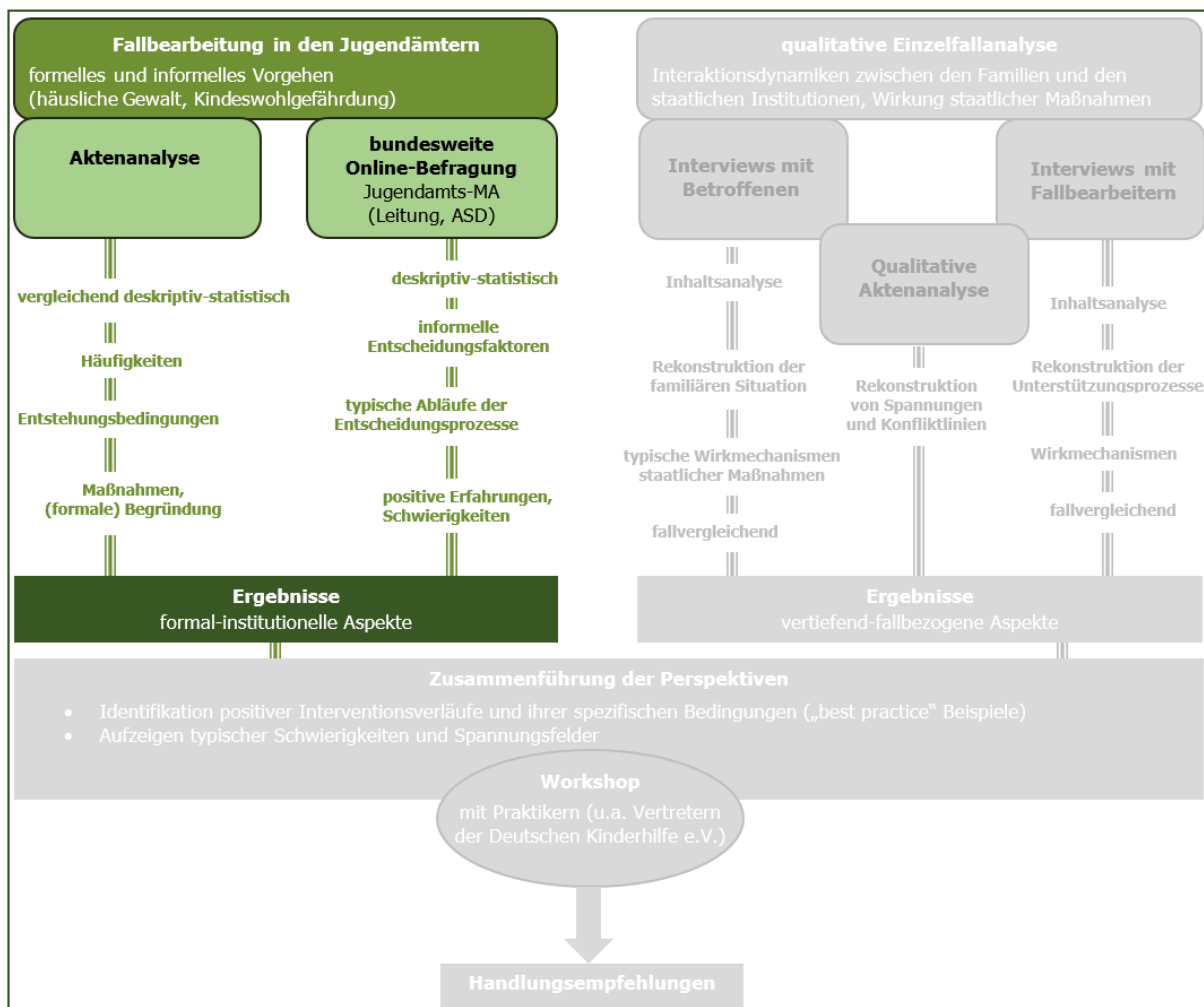 Fallbearbeitung in den Jugendämtern
formelles und informelles Vorgehen
(häusliche Gewalt, Kindeswohlgefährdung)
Aktenanalyse
bundesweite
Online-Befragung
Jugendamts-MA
(Leitung, ASD)
vergleichend deskriptiv-statistisch
Häufigkeiten
Entstehungsbedingungen
Maßnahmen,
(formale) Begründung
deskriptiv-statistisch
informelle
Entscheidungsfaktoren
typische Abläufe der
Entscheidungsprozesse
positive Erfahrungen,
Schwierigkeiten
Ergebnisse
formal-institutionelle Aspekte
qualitative Einzelfallanalyse
Interaktionsdynamiken zwischen den Familien und den
staatlichen Institutionen, Wirkung staatlicher Maßnahmen
Interviews mit
Betroffenen
Inhaltsanalyse
Rekonstruktion der
familiären Situation
typische Wirkmechanismen
staatlicher Maßnahmen
fallvergleichend
Qualitative
Aktenanalyse
Rekonstruktion
von Spannungen
und Konfliktlinien
Interviews mit
Fallbearbeitern
Inhaltsanalyse
Rekonstruktion der
Unterstützungsprozesse
Wirkmechanismen
fallvergleichend
Ergebnisse
vertiefend-fallbezogene Aspekte
Zusammenführung der Perspektiven
• Identifikation positiver Interventionsverläufe und ihrer spezifischen Bedingungen („best practice“ Beispiele)
• Aufzeigen typischer Schwierigkeiten und Spannungsfelder
Workshop
mit Praktikern (u.a. Vertretern
der Deutschen Kinderhilfe e.V.)
Handlungsempfehlungen